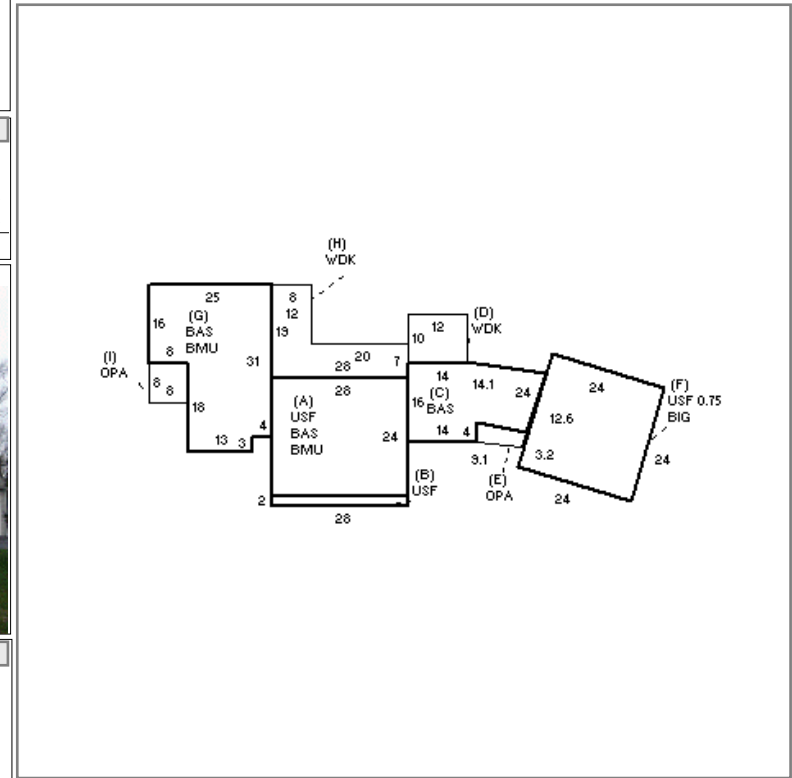 (H)
WDK
25
8
12
19
16
(G)
BAS
BMU
(D)
WDK
12
10
(I)
OPA
8
31
20
28
7
8
8
18
28
14
14.1
24
24
(F)
USF 0.75
BIG
(A)
USF
BAS
BMU
16
(C)
BAS
12.6
4
13
3
24
14
4
9.1
3.2
24
(E)
OPA
24
(B)
USF
2
28